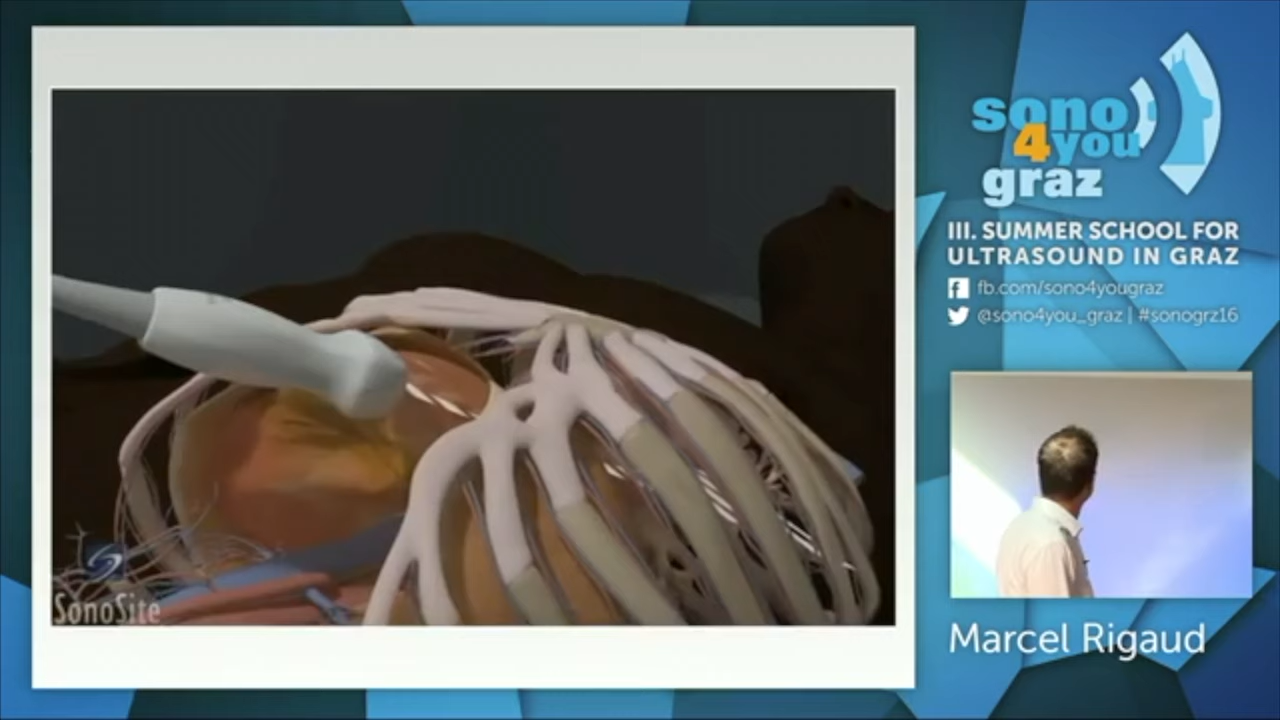 sono
4you
graz
III. SUMMER SCHOOL FOR
ULTRASOUND IN GRAZ
fb.com/sono4yougraz
@sono4you_graz | #sonogrz16
SonoSite
Marcel Rigaud